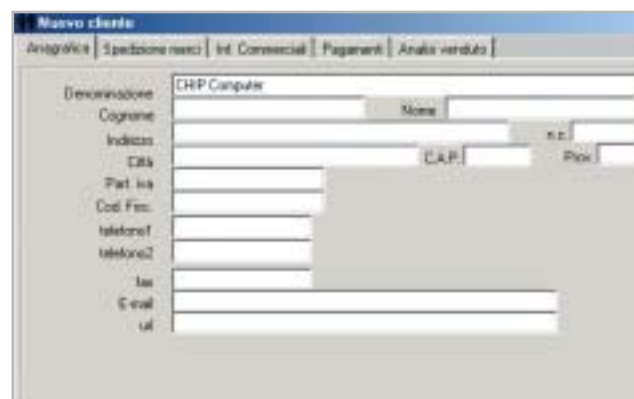 Nuovo cliente
Anagrafica Spedizione merci Int. Commerciali Pagamenti Analisi venduto
Denominazione CHIP Computer
Cognome Nome
Indirizzo n.c.
Città C.A.P. Prov.
Part. iva
Cod. Fisc.
telefono1
telefono2
fax
E-mail
url